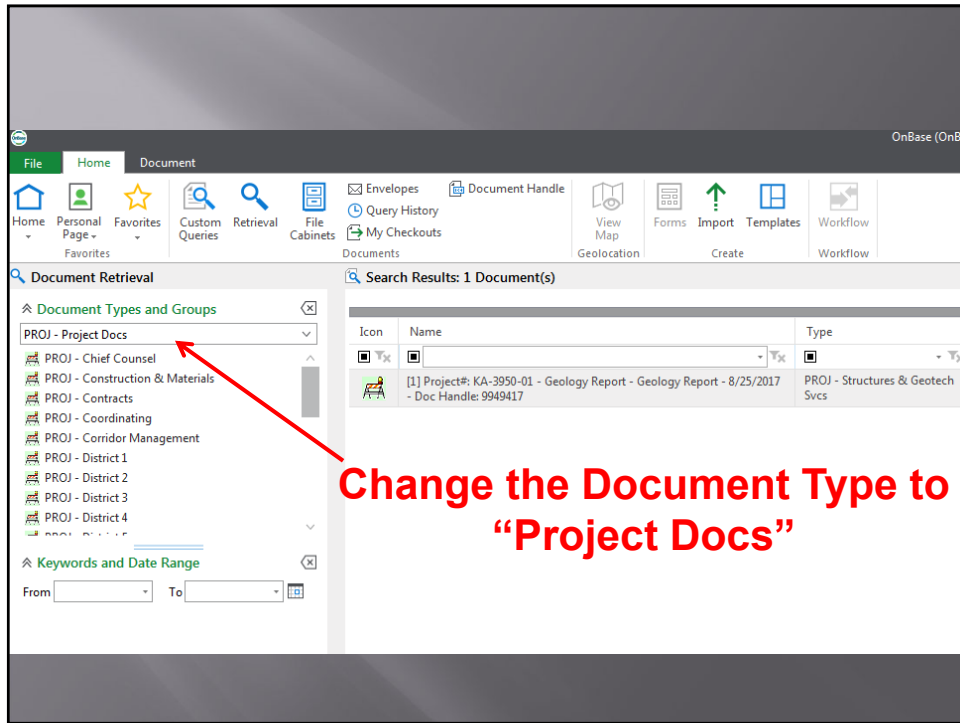 OnBase (OnB
File Home Document
Home Personal Page Favorites Custom Queries Retrieval File Cabinets
Envelopes Document Handle
Query History
My Checkouts
View Map Forms Import Templates Workflow
Favorites Documents Geolocation Create Workflow
Document Retrieval
Search Results: 1 Document(s)
Document Types and Groups
PROJ - Project Docs
PROJ - Chief Counsel
PROJ - Construction & Materials
PROJ - Contracts
PROJ - Coordinating
PROJ - Corridor Management
PROJ - District 1
PROJ - District 2
PROJ - District 3
PROJ - District 4
Keywords and Date Range
From To
Icon Name Type
[1] Project#: KA-3950-01 - Geology Report - Geology Report - 8/25/2017
- Doc Handle: 9949417
PROJ - Structures & Geotech
Svcs
Change the Document Type to
“Project Docs”